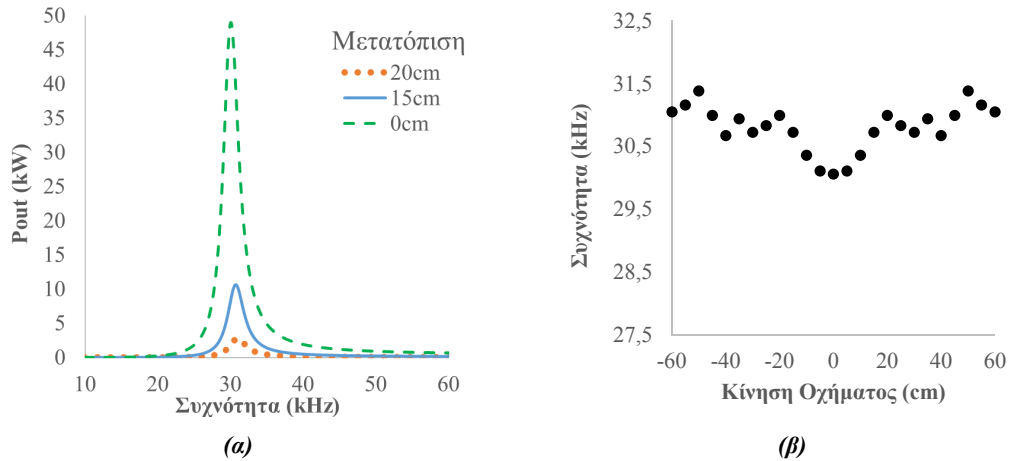 50
45
40
35
30
25
20
15
10
5
0
Pout (kW)
Μετατόπιση
20cm
15cm
0cm
10 20 30 40 50 60
Συχνότητα (kHz)
(α)
32,5
31,5
30,5
29,5
28,5
27,5
Συχνότητα (kHz)
-60 -40 -20 0 20 40 60
Κίνηση Οχήματος (cm)
(β)